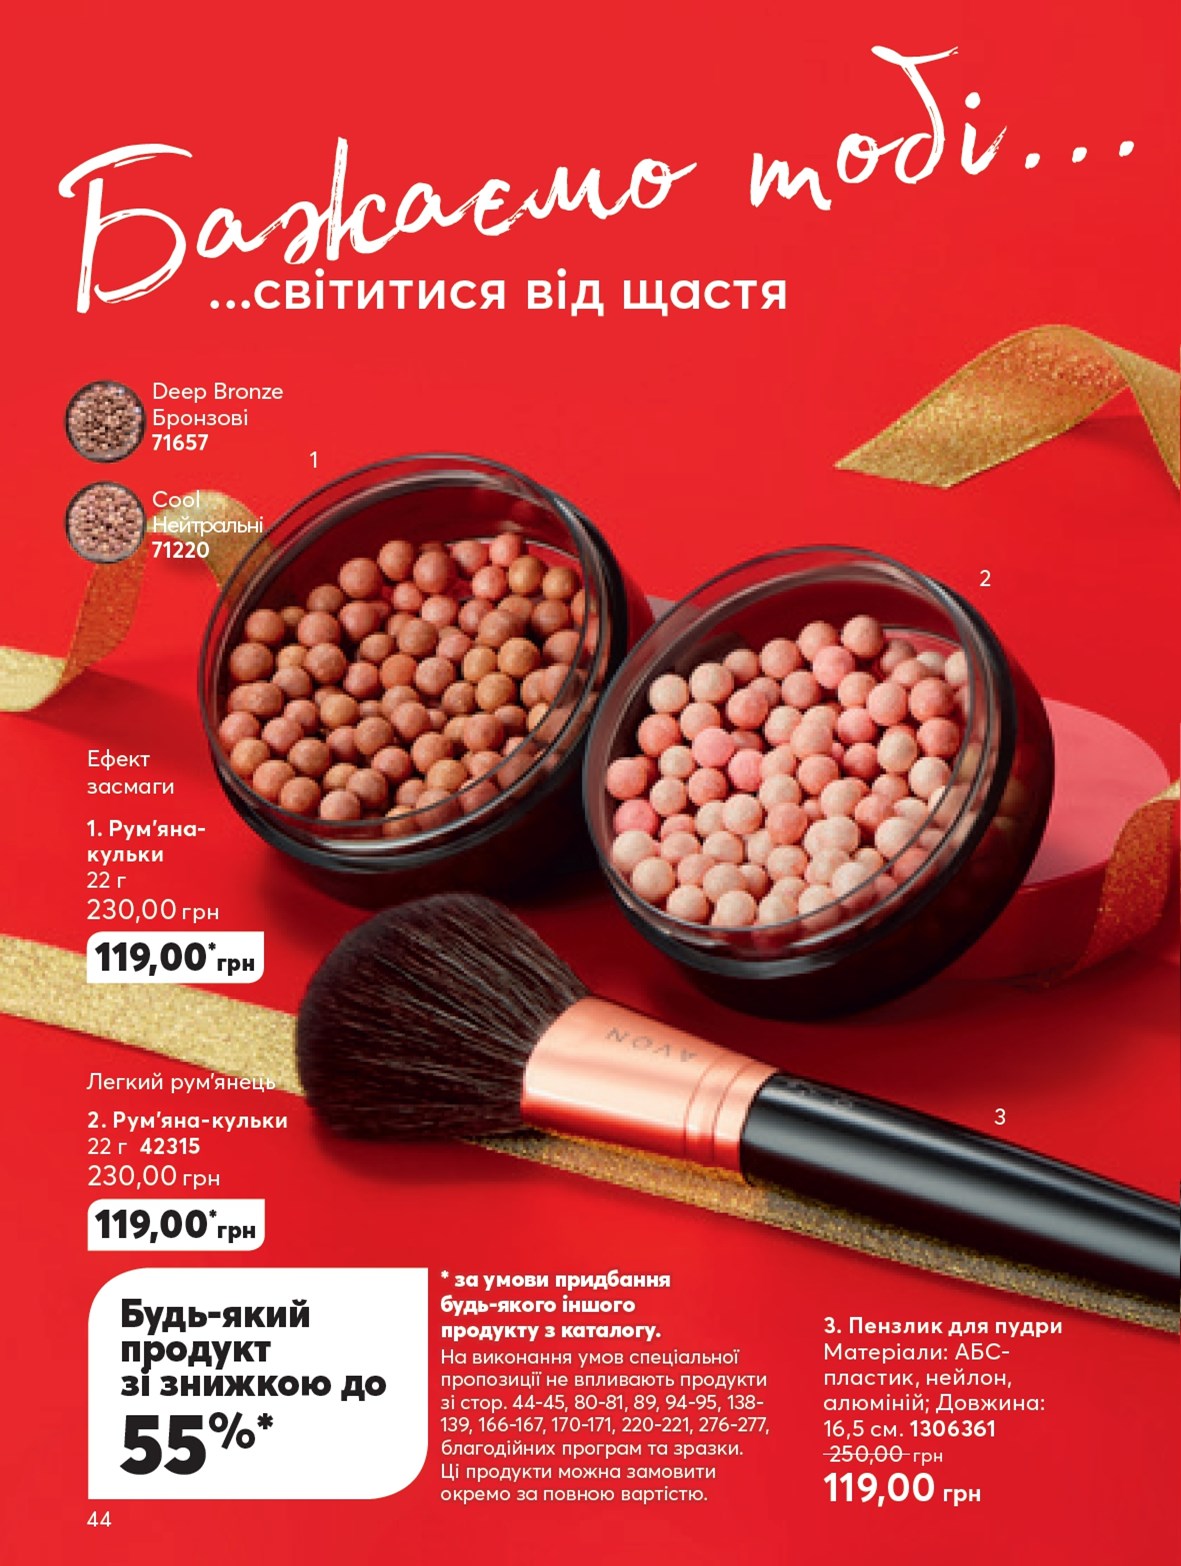 Бажаємо тобі...
...світитися від щастя
Deep Bronze
Бронзові
71657
Cool
Нейтральні
71220
1
2
Ефект
засмаги
1. Рум'яна-
кульки
22 г
230,00 грн
119,00*грн
AVON
Легкий рум'янець
2. Рум'яна-кульки
22 г 42315
230,00 грн
119,00*грн
3
Будь-який
продукт
зі знижкою до
55%*
* за умови придбання
будь-якого іншого
продукту з каталогу.
На виконання умов спеціальної
пропозиції не впливають продукти
зі стор. 44-45, 80-81, 89, 94-95, 138-
139, 166-167, 170-171, 220-221, 276-277,
благодійних програм та зразки.
Ці продукти можна замовити
окремо за повною вартістю.
3. Пензлик для пудри
Матеріали: АБС-
пластик, нейлон,
алюміній; Довжина:
16,5 см. 1306361
250,00 грн
119,00 грн
44